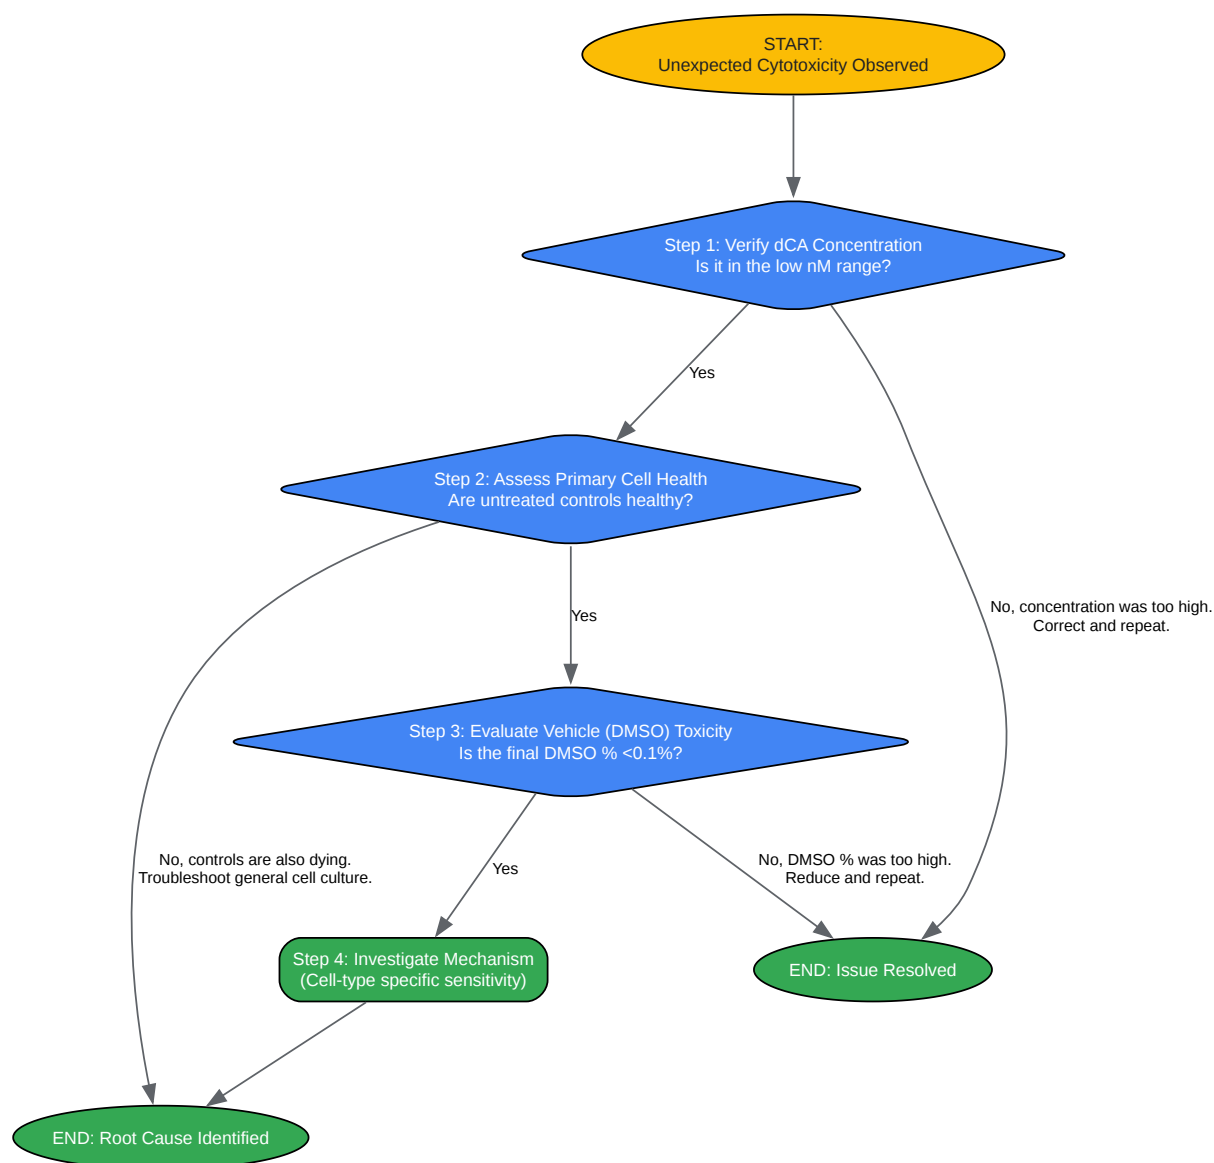 START:
Unexpected Cytotoxicity Observed
Step 1: Verify dCA Concentration
Is it in the low nM range?
Yes
Step 2: Assess Primary Cell Health
Are untreated controls healthy?
Yes
No, concentration was too high.
Correct and repeat.
Step 3: Evaluate Vehicle (DMSO) Toxicity
Is the final DMSO % <0.1%?
No, controls are also dying.
Troubleshoot general cell culture.
Yes
No, DMSO % was too high.
Reduce and repeat.
Step 4: Investigate Mechanism
(Cell-type specific sensitivity)
END: Issue Resolved
END: Root Cause Identified